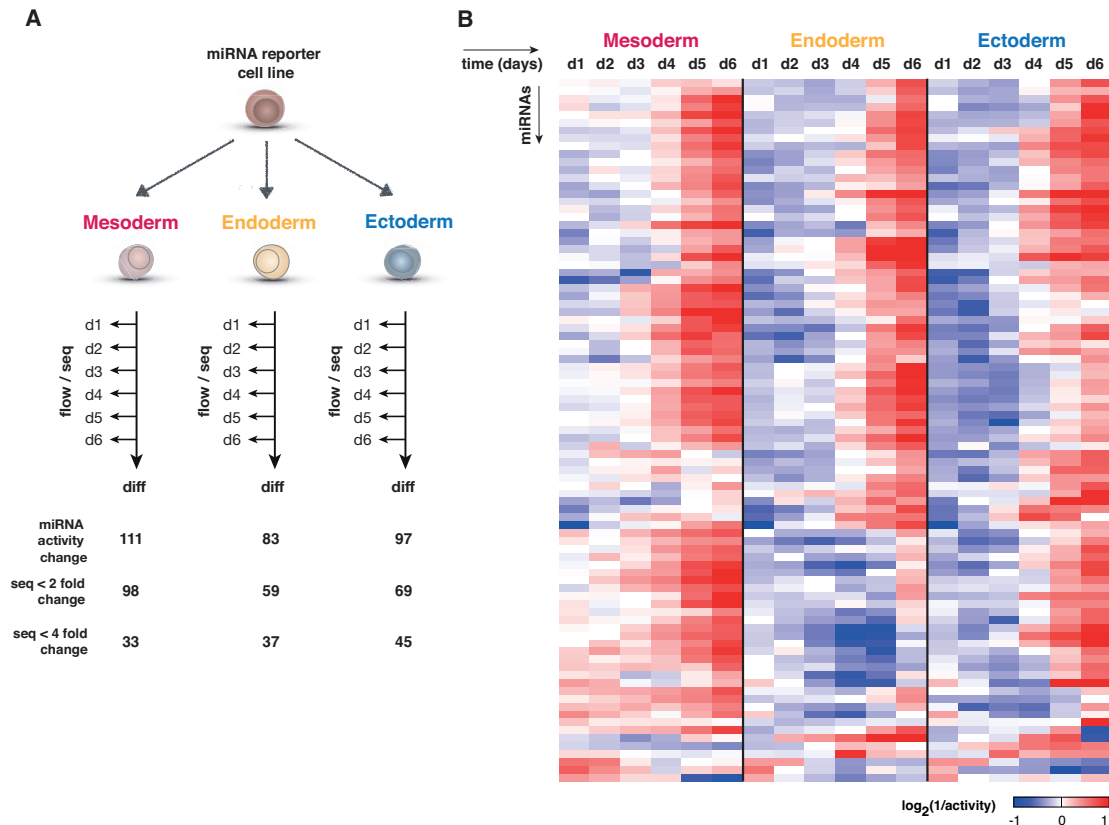 A
miRNA reporter
cell line
Mesoderm Endoderm Ectoderm
flow / seq flow / seq flow / seq
d1 d1 d1
d2 d2 d2
d3 d3 d3
d4 d4 d4
d5 d5 d5
d6 d6 d6
diff diff diff
miRNA
activity
change
111 83 97
seq < 2 fold
change
98 59 69
seq < 4 fold
change
33 37 45
B
Mesoderm Endoderm Ectoderm
time (days) d1 d2 d3 d4 d5 d6 d1 d2 d3 d4 d5 d6 d1 d2 d3 d4 d5 d6
miRNAs
log2(1/activity)
-1 0 1